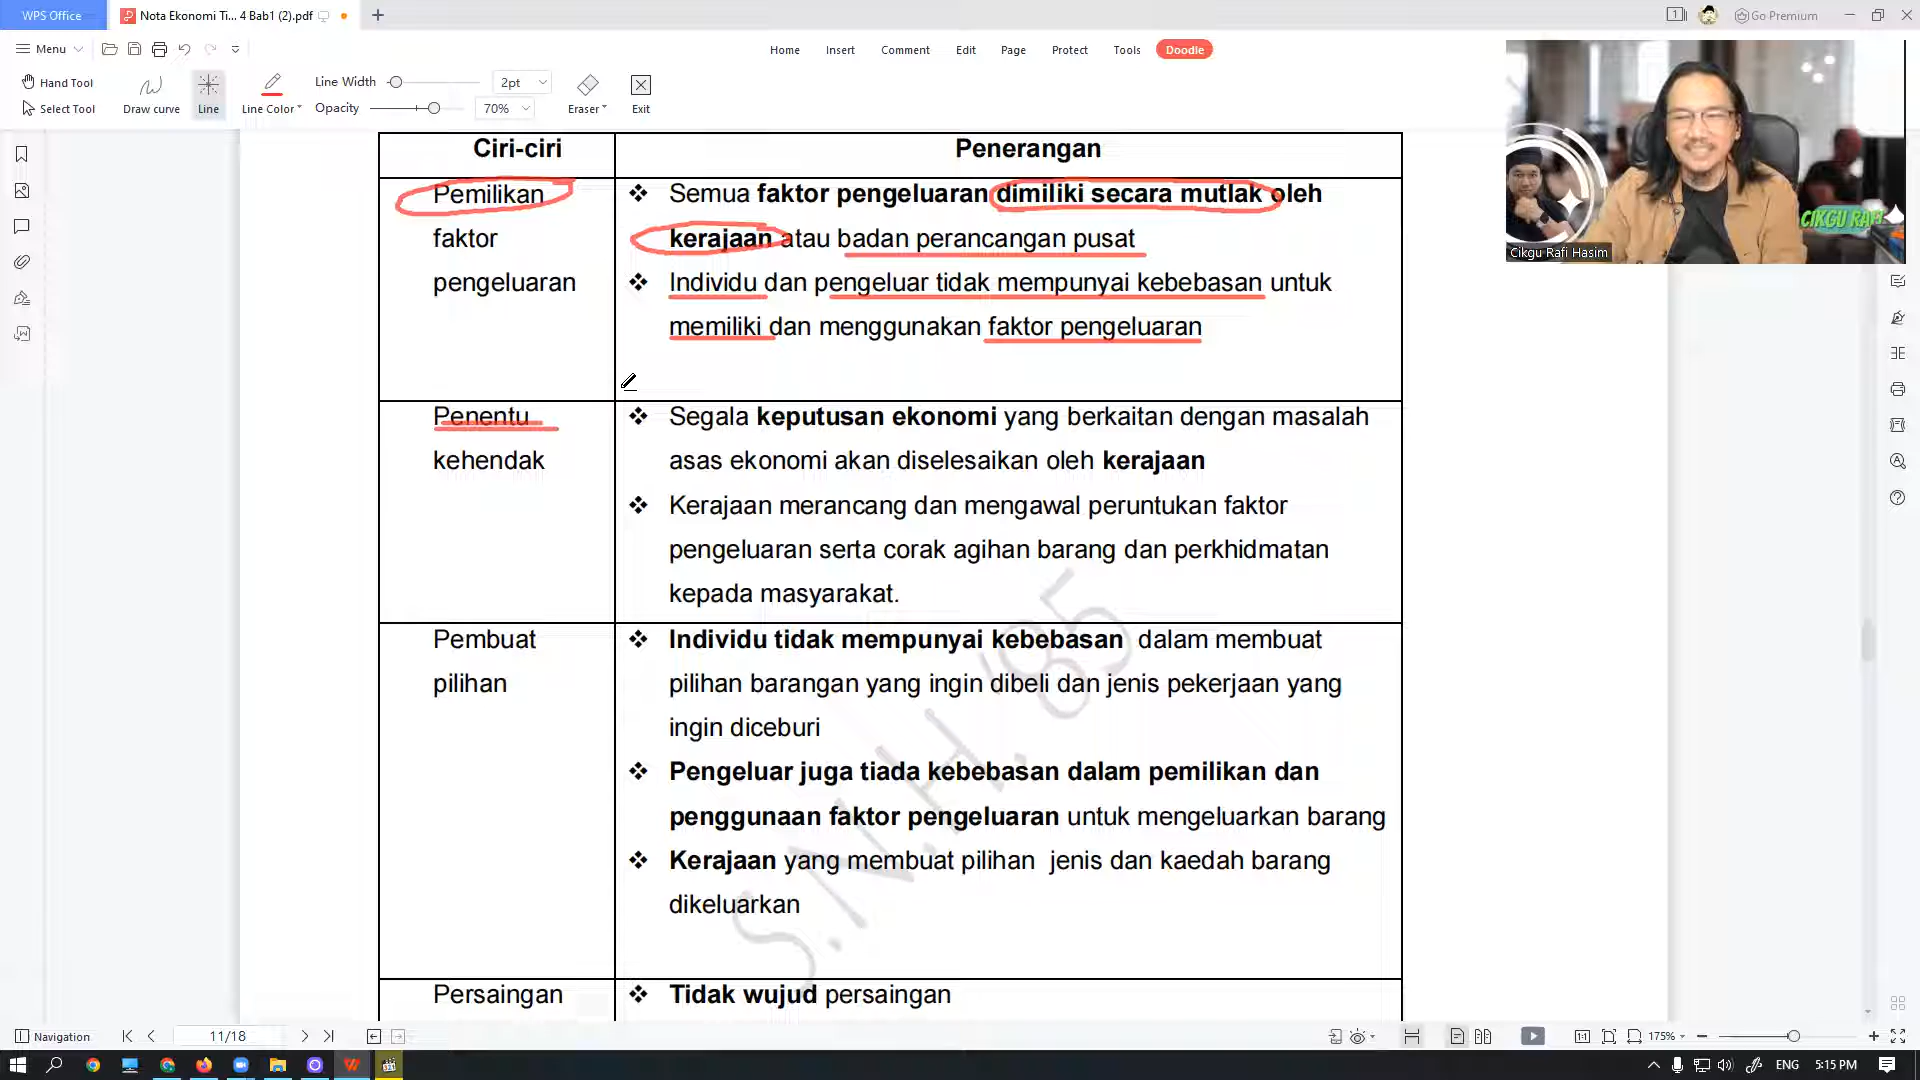 WPS Office
Nota Ekonomi Ti... 4 Bab1 (2).pdf
Go Premium
Menu
Home Insert Comment Edit Page Protect Tools Doodle
Hand Tool
Select Tool
Draw curve
Line
Line Color
Line Width 2pt
Opacity 70%
Eraser
Exit
CIKGU RAFI
Cikgu Rafi Hasim
Ciri-ciri Penerangan
Pemilikan
faktor
pengeluaran
❖ Semua faktor pengeluaran dimiliki secara mutlak oleh
kerajaan atau badan perancangan pusat
❖ Individu dan pengeluar tidak mempunyai kebebasan untuk
memiliki dan menggunakan faktor pengeluaran
Penentu
kehendak
❖ Segala keputusan ekonomi yang berkaitan dengan masalah
asas ekonomi akan diselesaikan oleh kerajaan
❖ Kerajaan merancang dan mengawal peruntukan faktor
pengeluaran serta corak agihan barang dan perkhidmatan
kepada masyarakat.
Pembuat
pilihan
❖ Individu tidak mempunyai kebebasan dalam membuat
pilihan barangan yang ingin dibeli dan jenis pekerjaan yang
ingin diceburi
❖ Pengeluar juga tiada kebebasan dalam pemilikan dan
penggunaan faktor pengeluaran untuk mengeluarkan barang
❖ Kerajaan yang membuat pilihan jenis dan kaedah barang
dikeluarkan
Persaingan
❖ Tidak wujud persaingan
S.N.H.'85
Navigation
11/18
175%
ENG
5:15 PM